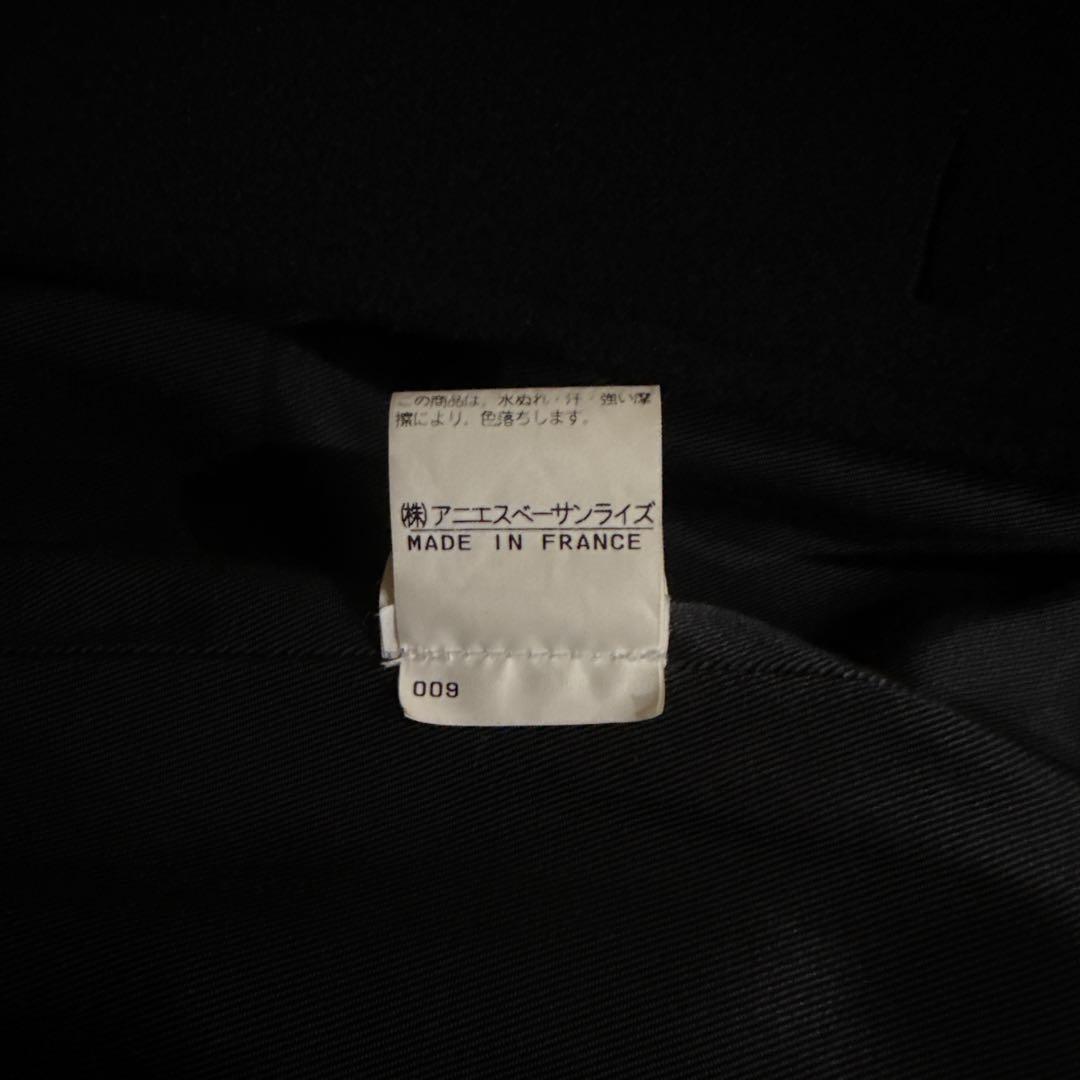 この商品は、水ぬれ・汗・強い摩
擦により、色落ちします。
(株)アニエスベーサンライズ
MADE IN FRANCE
009